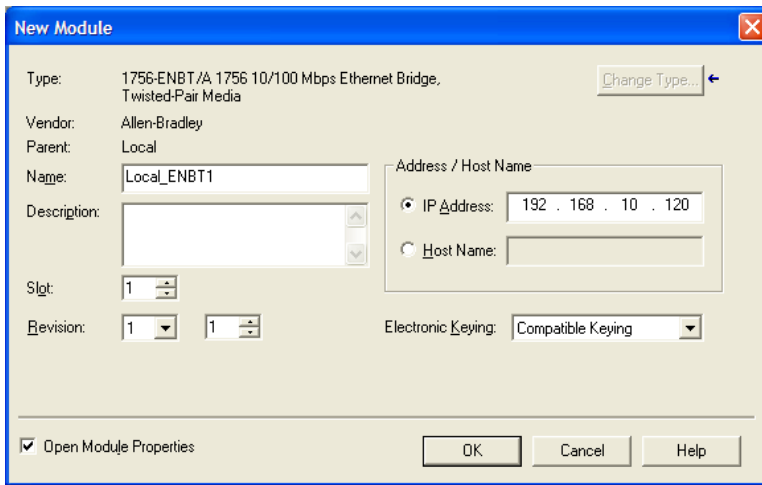 New Module
Type: 1756-ENBT/A 1756 10/100 Mbps Ethernet Bridge,
Twisted-Pair Media
Change Type...
Vendor: Allen-Bradley
Parent: Local
Name: Local_ENBT1
Address / Host Name
Description:
IP Address: 192 . 168 . 10 . 120
Host Name:
Slot: 1
Revision: 1 1
Electronic Keying: Compatible Keying
Open Module Properties
OK Cancel Help